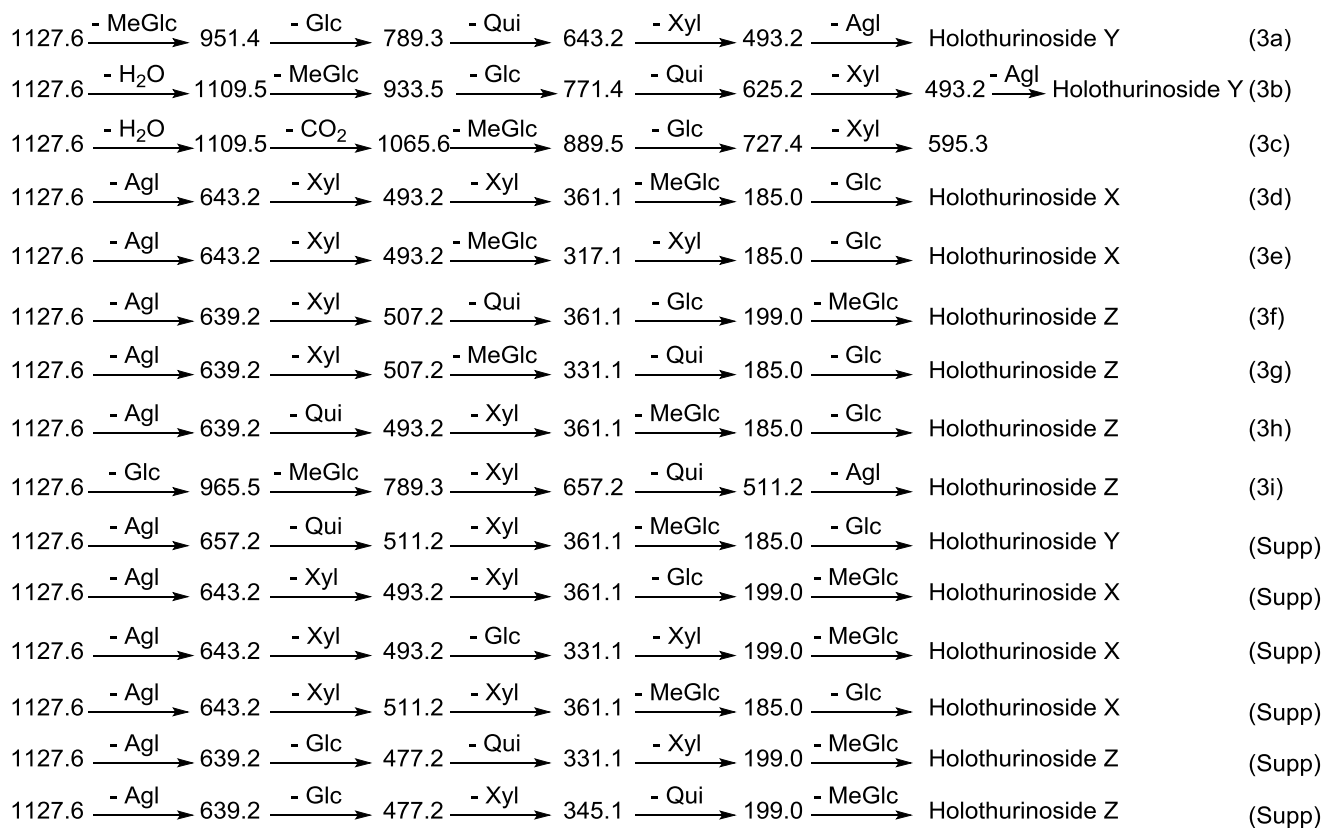 1127.6 - MeGlc 951.4 - Glc 789.3 - Qui 643.2 - Xyl 493.2 - Agl Holothurinoside Y (3a)
1127.6 - H2O 1109.5 - MeGlc 933.5 - Glc 771.4 - Qui 625.2 - Xyl 493.2 - Agl Holothurinoside Y (3b)
1127.6 - H2O 1109.5 - CO2 1065.6 - MeGlc 889.5 - Glc 727.4 - Xyl 595.3 (3c)
1127.6 - Agl 643.2 - Xyl 493.2 - Xyl 361.1 - MeGlc 185.0 - Glc Holothurinoside X (3d)
1127.6 - Agl 643.2 - Xyl 493.2 - MeGlc 317.1 - Xyl 185.0 - Glc Holothurinoside X (3e)
1127.6 - Agl 639.2 - Xyl 507.2 - Qui 361.1 - Glc 199.0 - MeGlc Holothurinoside Z (3f)
1127.6 - Agl 639.2 - Xyl 507.2 - MeGlc 331.1 - Qui 185.0 - Glc Holothurinoside Z (3g)
1127.6 - Agl 639.2 - Qui 493.2 - Xyl 361.1 - MeGlc 185.0 - Glc Holothurinoside Z (3h)
1127.6 - Glc 965.5 - MeGlc 789.3 - Xyl 657.2 - Qui 511.2 - Agl Holothurinoside Z (3i)
1127.6 - Agl 657.2 - Qui 511.2 - Xyl 361.1 - MeGlc 185.0 - Glc Holothurinoside Y (Supp)
1127.6 - Agl 643.2 - Xyl 493.2 - Xyl 361.1 - Glc 199.0 - MeGlc Holothurinoside X (Supp)
1127.6 - Agl 643.2 - Xyl 493.2 - Glc 331.1 - Xyl 199.0 - MeGlc Holothurinoside X (Supp)
1127.6 - Agl 643.2 - Xyl 511.2 - Xyl 361.1 - MeGlc 185.0 - Glc Holothurinoside X (Supp)
1127.6 - Agl 639.2 - Glc 477.2 - Qui 331.1 - Xyl 199.0 - MeGlc Holothurinoside Z (Supp)
1127.6 - Agl 639.2 - Glc 477.2 - Xyl 345.1 - Qui 199.0 - MeGlc Holothurinoside Z (Supp)